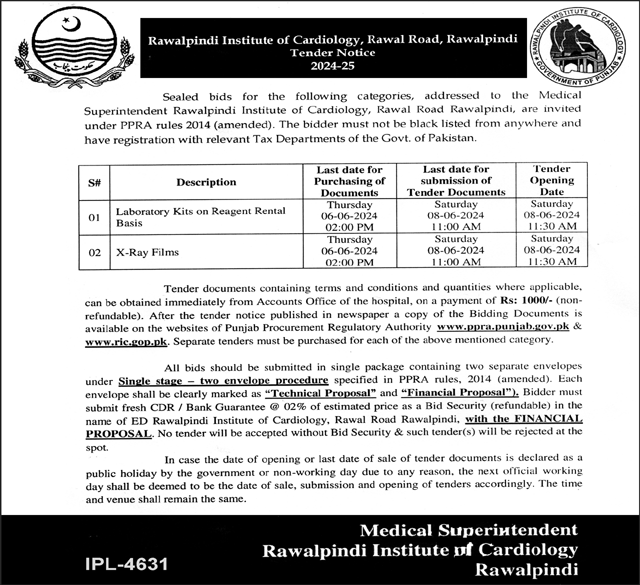 Rawalpindi Institute of Cardiology, Rawal Road, Rawalpindi
Tender Notice
2024-25
RAWALPINDI INSTITUTE OF CARDIOLOGY
GOVERNMENT OF PUNJAB
Sealed bids for the following categories, addressed to the Medical
Superintendent Rawalpindi Institute of Cardiology, Rawal Road Rawalpindi, are invited
under PPRA rules 2014 (amended). The bidder must not be black listed from anywhere and
have registration with relevant Tax Departments of the Govt. of Pakistan.
S# Description Last date for Purchasing of Documents Last date for submission of Tender Documents Tender Opening Date
01 Laboratory Kits on Reagent Rental Basis Thursday 06-06-2024 02:00 PM Saturday 08-06-2024 11:00 AM Saturday 08-06-2024 11:30 AM
02 X-Ray Films Thursday 06-06-2024 02:00 PM Saturday 08-06-2024 11:00 AM Saturday 08-06-2024 11:30 AM
Tender documents containing terms and conditions and quantities where applicable,
can be obtained immediately from Accounts Office of the hospital, on a payment of Rs: 1000/- (non-
refundable). After the tender notice published in newspaper a copy of the Bidding Documents is
available on the websites of Punjab Procurement Regulatory Authority www.ppra.punjab.gov.pk &
www.ric.gop.pk. Separate tenders must be purchased for each of the above mentioned category.
All bids should be submitted in single package containing two separate envelopes
under Single stage – two envelope procedure specified in PPRA rules, 2014 (amended). Each
envelope shall be clearly marked as “Technical Proposal” and “Financial Proposal”). Bidder must
submit fresh CDR / Bank Guarantee @ 02% of estimated price as a Bid Security (refundable) in the
name of ED Rawalpindi Institute of Cardiology, Rawal Road Rawalpindi, with the FINANCIAL
PROPOSAL. No tender will be accepted without Bid Security & such tender(s) will be rejected at the
spot.
In case the date of opening or last date of sale of tender documents is declared as a
public holiday by the government or non-working day due to any reason, the next official working
day shall be deemed to be the date of sale, submission and opening of tenders accordingly. The time
and venue shall remain the same.
IPL-4631
Medical Superintendent
Rawalpindi Institute of Cardiology
Rawalpindi